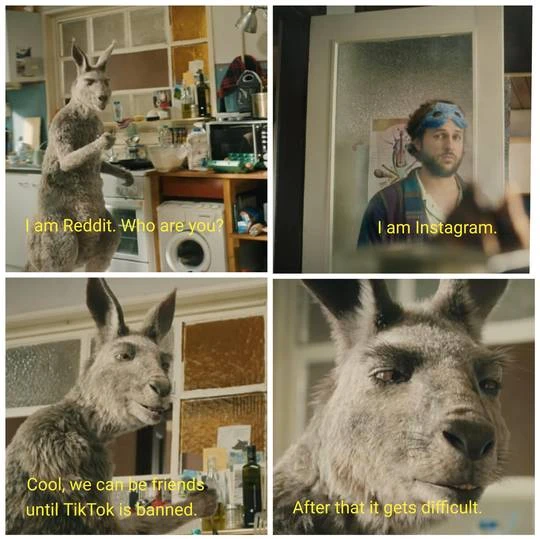 I am Reddit. Who are you?
I am Instagram.
Cool, we can be friends
until TikTok is banned.
After that it gets difficult.